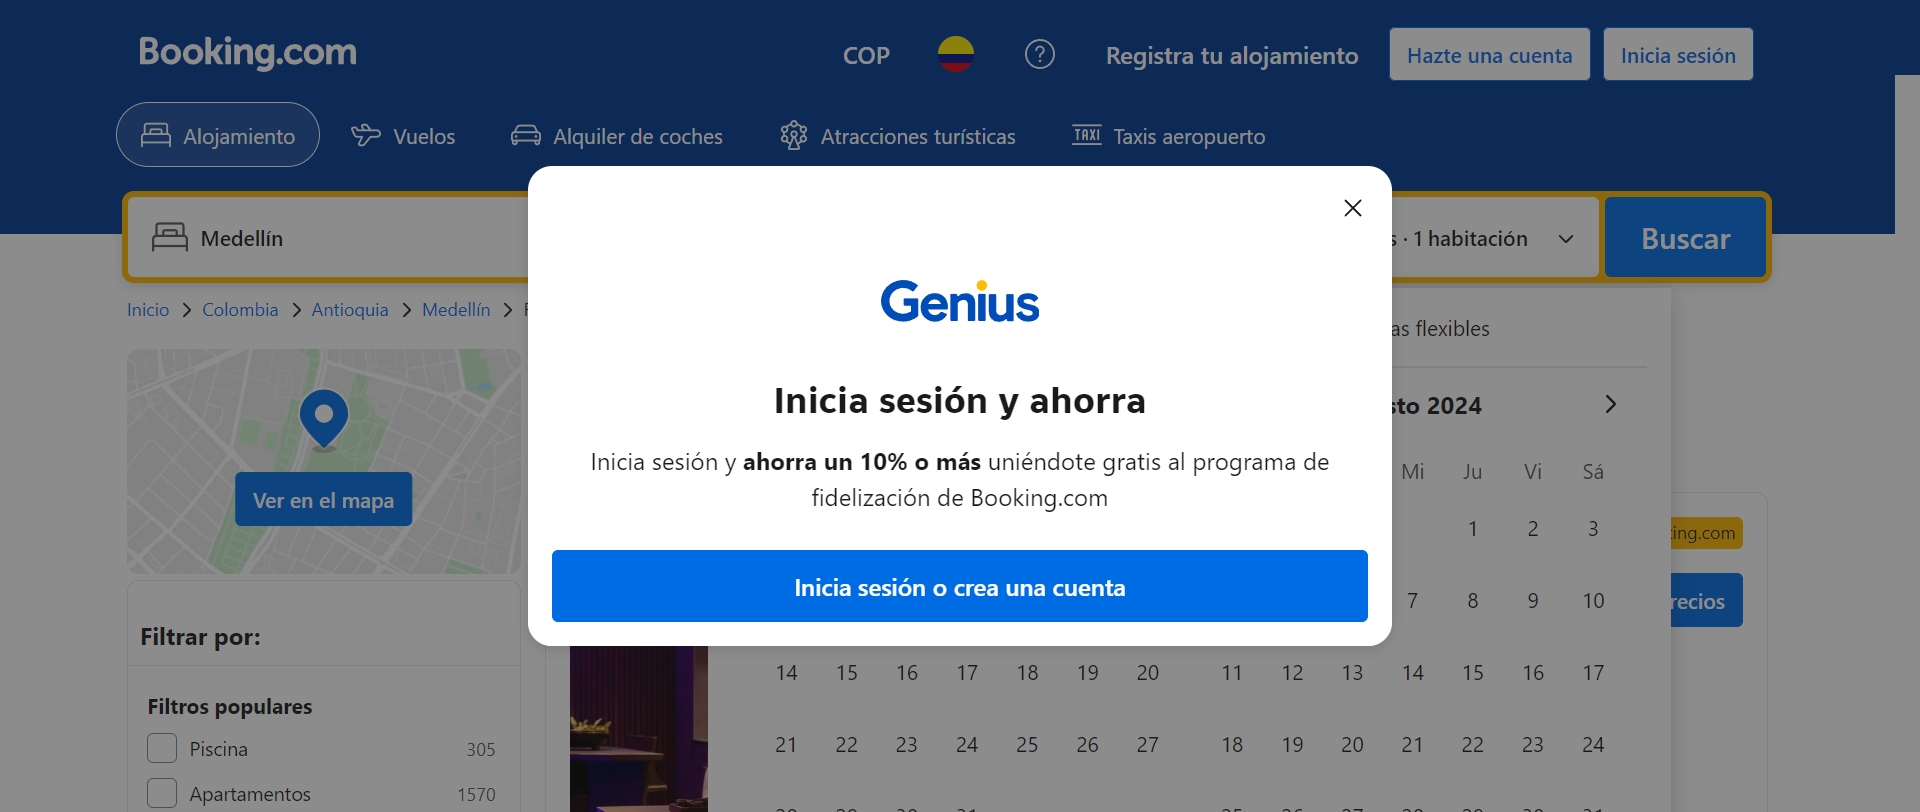 Booking.com
COP
?
Registra tu alojamiento
Hazte una cuenta
Inicia sesión
Alojamiento
Vuelos
Alquiler de coches
Atracciones turísticas
TAXI
Taxis aeropuerto
Medellín
s · 1 habitación
Buscar
Inicio
Colombia
Antioquia
Medellín
as flexibles
Genius
Inicia sesión y ahorra
Inicia sesión y ahorra un 10% o más uniéndote gratis al programa de
fidelización de Booking.com
Inicia sesión o crea una cuenta
Ver en el mapa
sto 2024
Mi Ju Vi Sá
1 2 3
7 8 9 10
14 15 16 17 18 19 20
11 12 13 14 15 16 17
21 22 23 24 25 26 27
18 19 20 21 22 23 24
king.com
recios
Filtrar por:
Filtros populares
Piscina 305
Apartamentos 1570